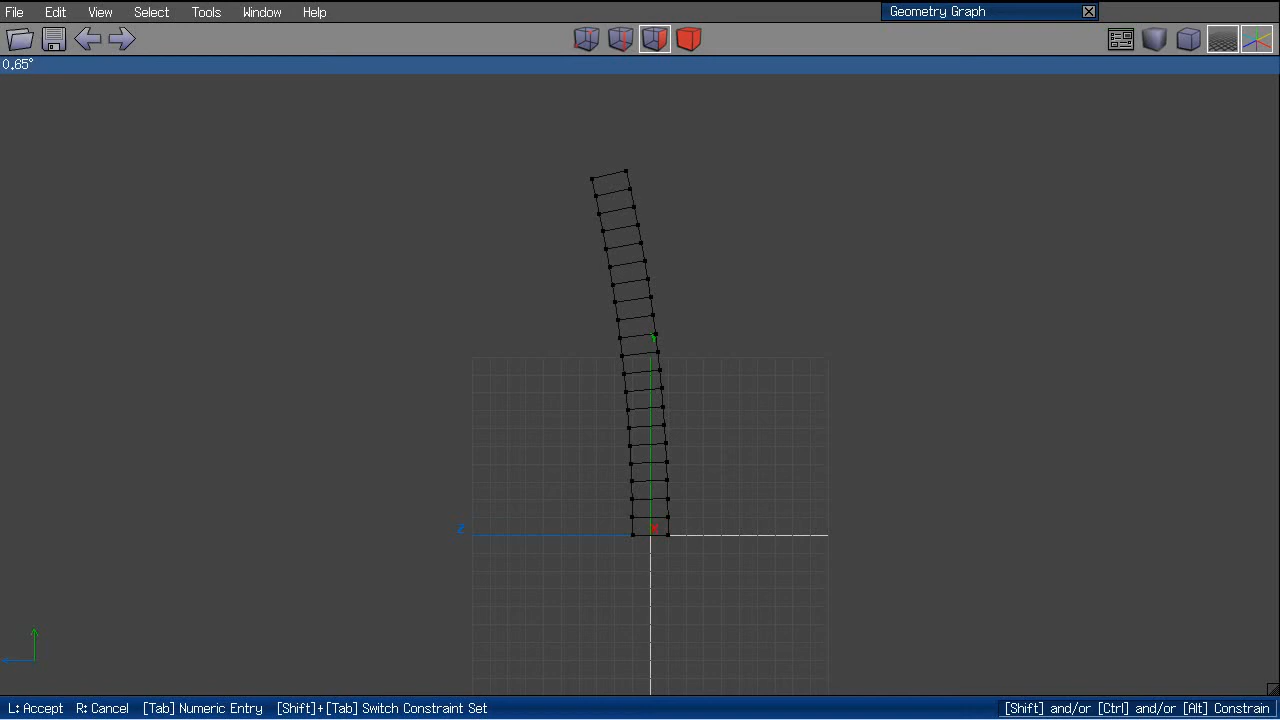 File Edit View Select Tools Window Help
Geometry Graph
0.65°
Y
Z
X
L: Accept R: Cancel [Tab] Numeric Entry [Shift]+[Tab] Switch Constraint Set
[Shift] and/or [Ctrl] and/or [Alt] Constrain